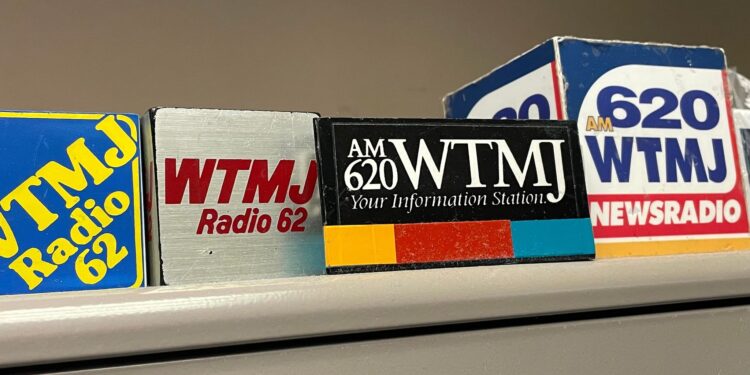 WTMJ
Radio
62
WTMJ
Radio 62
AM
620 WTMJ
Your Information Station.
620
AM
WTMJ
NEWSRADIO